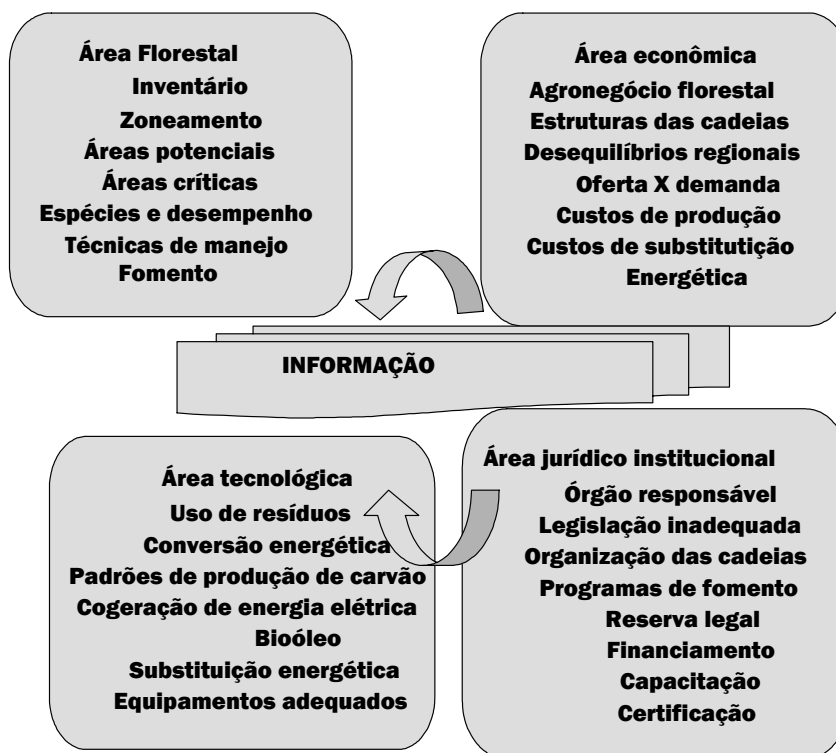 Área Florestal
Inventário
Zoneamento
Áreas potenciais
Áreas críticas
Espécies e desempenho
Técnicas de manejo
Fomento
Área econômica
Agronegócio florestal
Estruturas das cadeias
Desequilíbrios regionais
Oferta X demanda
Custos de produção
Custos de substitutição
Energética
INFORMAÇÃO
Área tecnológica
Uso de resíduos
Conversão energética
Padrões de produção de carvão
Cogeração de energia elétrica
Bioóleo
Substituição energética
Equipamentos adequados
Área jurídico institucional
Órgão responsável
Legislação inadequada
Organização das cadeias
Programas de fomento
Reserva legal
Financiamento
Capacitação
Certificação